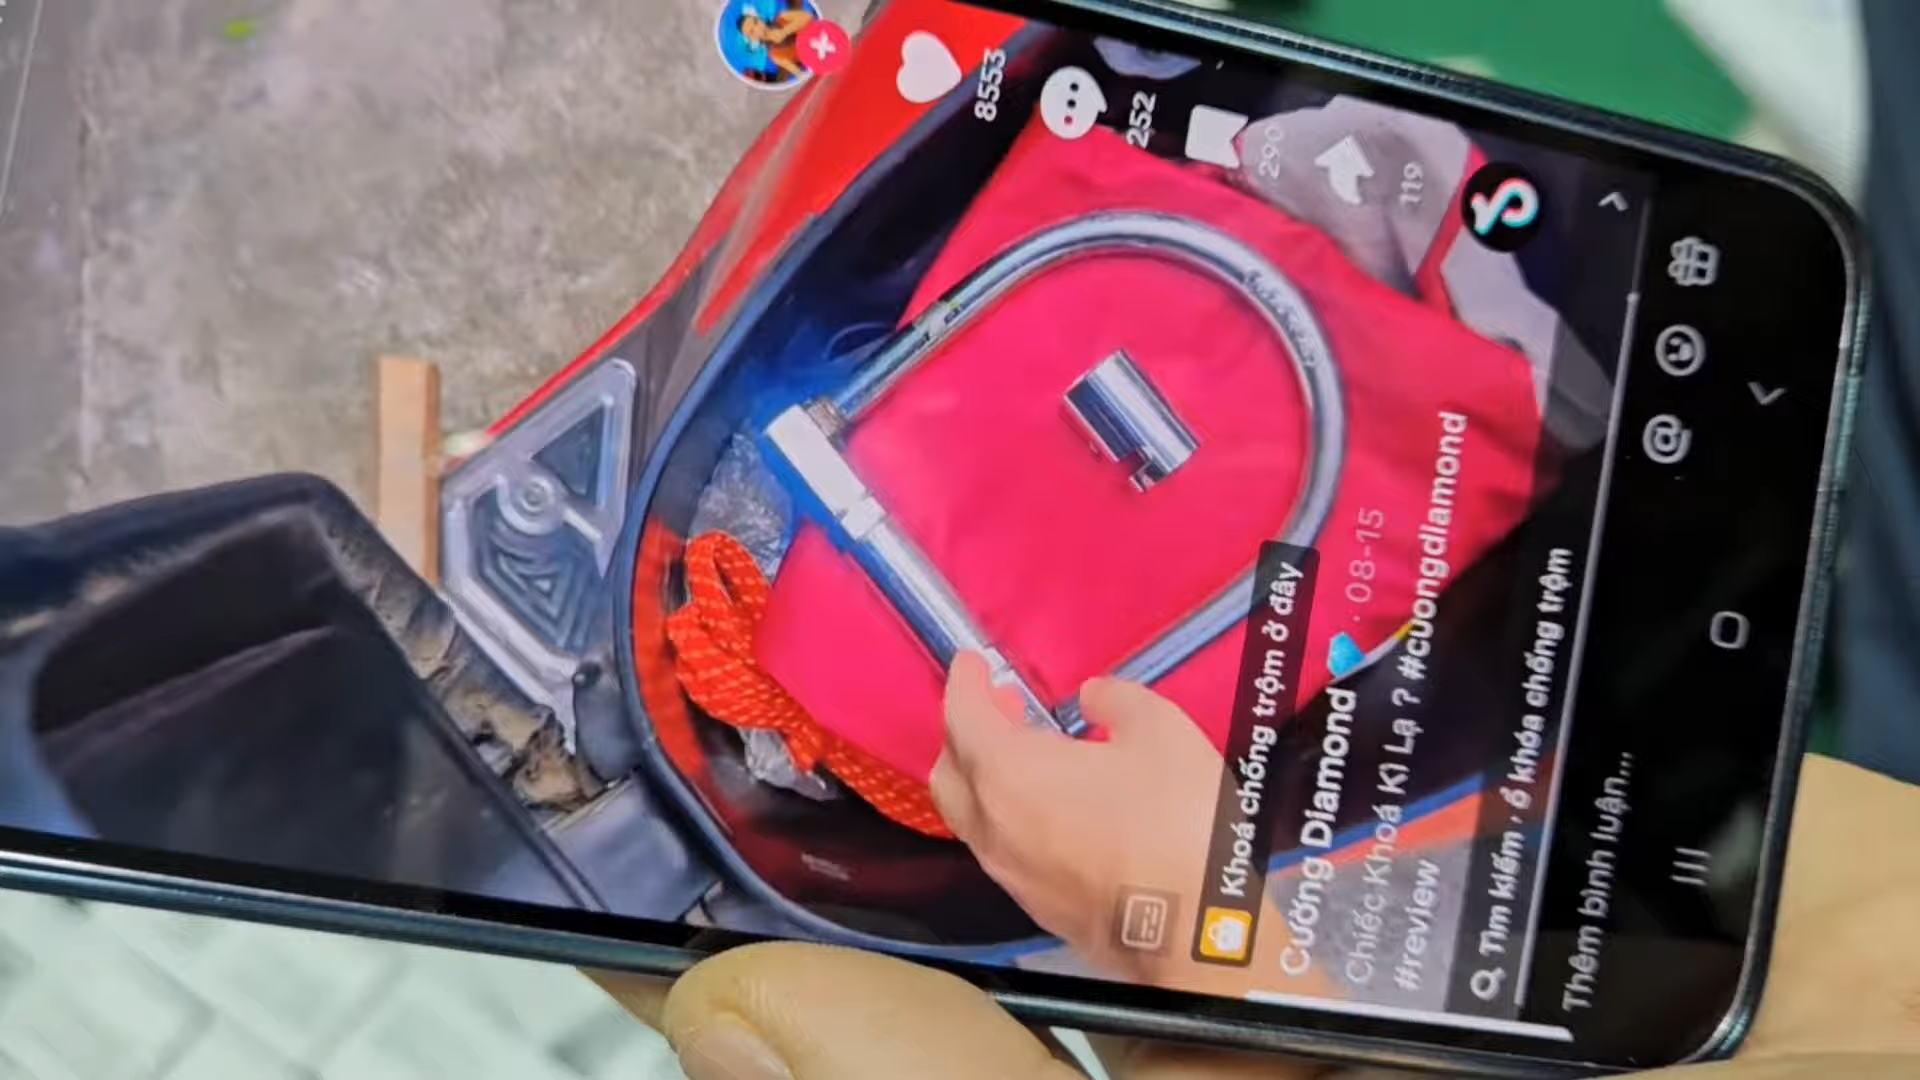 8553
252
290
119
Khoá chống trộm ở đây
Cường Diamond · 08-15
Chiếc Khoá Kì Lạ ? #cuongdiamond
#review
Tìm kiếm · ổ khóa chống trộm
Thêm bình luận...
@